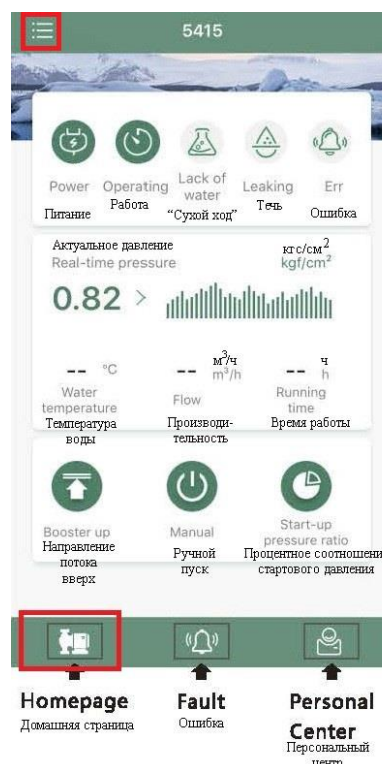 5415
Power Operating Lack of water Leaking Err
Питание Работа “Сухой ход” Течь Ошибка
Актуальное давление кгс/см2
Real-time pressure kgf/cm2
0.82 >
-- °C -- м3/ч -- ч
m3/h h
Water temperature Flow Running time
Температура воды Производи-тельность Время работы
Booster up Manual Start-up pressure ratio
Направление потока вверх Ручной пуск Процентное соотношени стартового давления
Homepage Fault Personal Center
Домашняя страница Ошибка Персональный центр